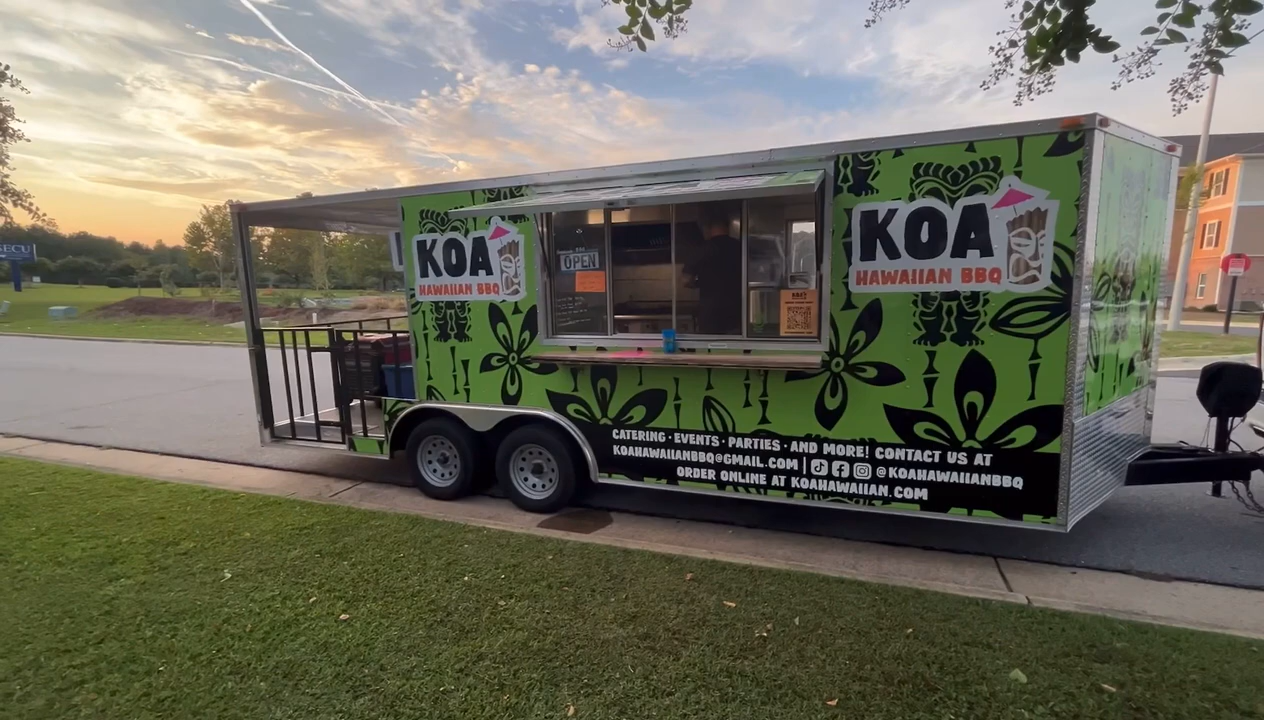 SECU
KOA
HAWAIIAN BBQ
OPEN
KOA
HAWAIIAN BBQ
CATERING · EVENTS · PARTIES · AND MORE! CONTACT US AT
KOAHAWAIIANBBQ@GMAIL.COM | @KOAHAWAIIANBBQ
ORDER ONLINE AT KOAHAWAIIAN.COM